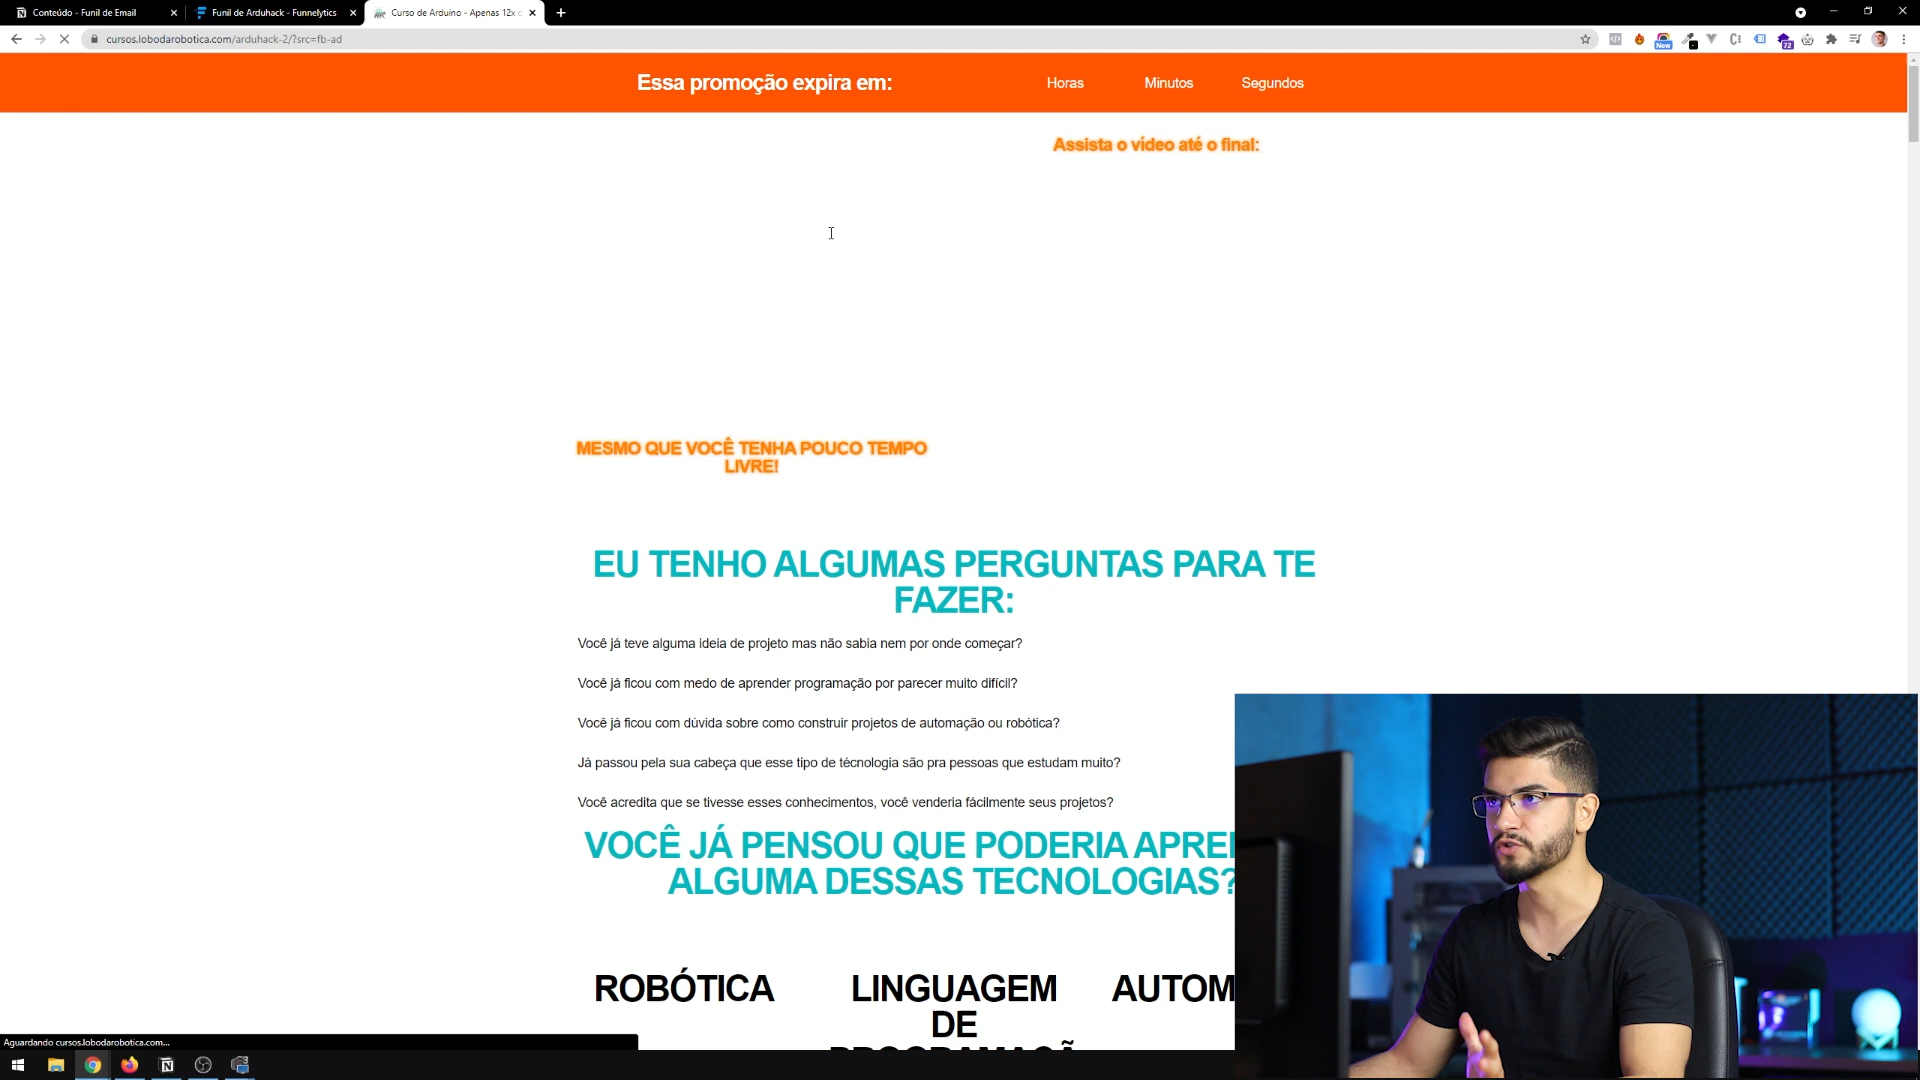 Conteúdo - Funil de Email
Funil de Arduhack - Funnelytics
Curso de Arduino - Apenas 12x
cursos.lobodarobotica.com/arduhack-2/?src=fb-ad
New
72
Essa promoção expira em:
Horas
Minutos
Segundos
Assista o vídeo até o final:
MESMO QUE VOCÊ TENHA POUCO TEMPO
LIVRE!
EU TENHO ALGUMAS PERGUNTAS PARA TE
FAZER:
Você já teve alguma ideia de projeto mas não sabia nem por onde começar?
Você já ficou com medo de aprender programação por parecer muito difícil?
Você já ficou com dúvida sobre como construir projetos de automação ou robótica?
Já passou pela sua cabeça que esse tipo de técnologia são pra pessoas que estudam muito?
Você acredita que se tivesse esses conhecimentos, você venderia fácilmente seus projetos?
VOCÊ JÁ PENSOU QUE PODERIA APRE
ALGUMA DESSAS TECNOLOGIAS?
ROBÓTICA
LINGUAGEM
DE
AUTOM
Aguardando cursos.lobodarobotica.com...